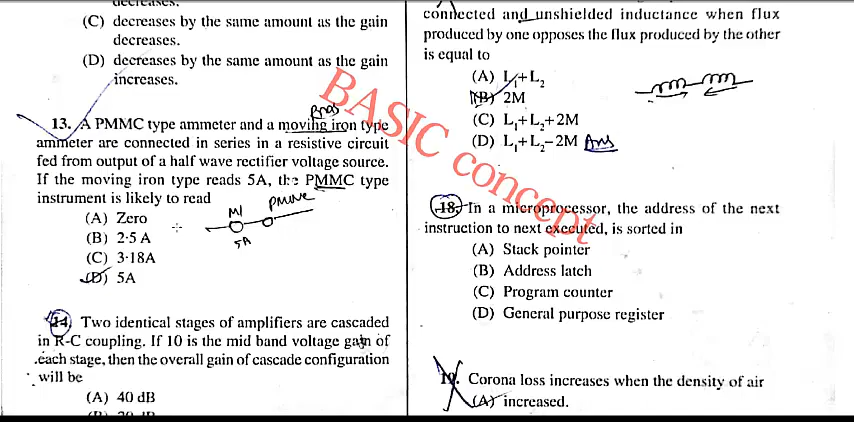 decreases.
(C) decreases by the same amount as the gain
decreases.
(D) decreases by the same amount as the gain
increases.
13. A PMMC type ammeter and a moving iron type
ammeter are connected in series in a resistive circuit
fed from output of a half wave rectifier voltage source.
If the moving iron type reads 5A, the PMMC type
instrument is likely to read
MI PMMC
5A
(A) Zero
(B) 2·5 A
(C) 3·18A
(D) 5A
14. Two identical stages of amplifiers are cascaded
in R-C coupling. If 10 is the mid band voltage gain of
each stage, then the overall gain of cascade configuration
will be
(A) 40 dB
(B) 20 dB
connected and unshielded inductance when flux
produced by one opposes the flux produced by the other
is equal to
(A) L₁+L₂
(B) 2M
(C) L₁+L₂+2M
(D) L₁+L₂−2M Ans
18. In a microprocessor, the address of the next
instruction to next executed, is sorted in
(A) Stack pointer
(B) Address latch
(C) Program counter
(D) General purpose register
19. Corona loss increases when the density of air
(A) increased.
BASIC concept